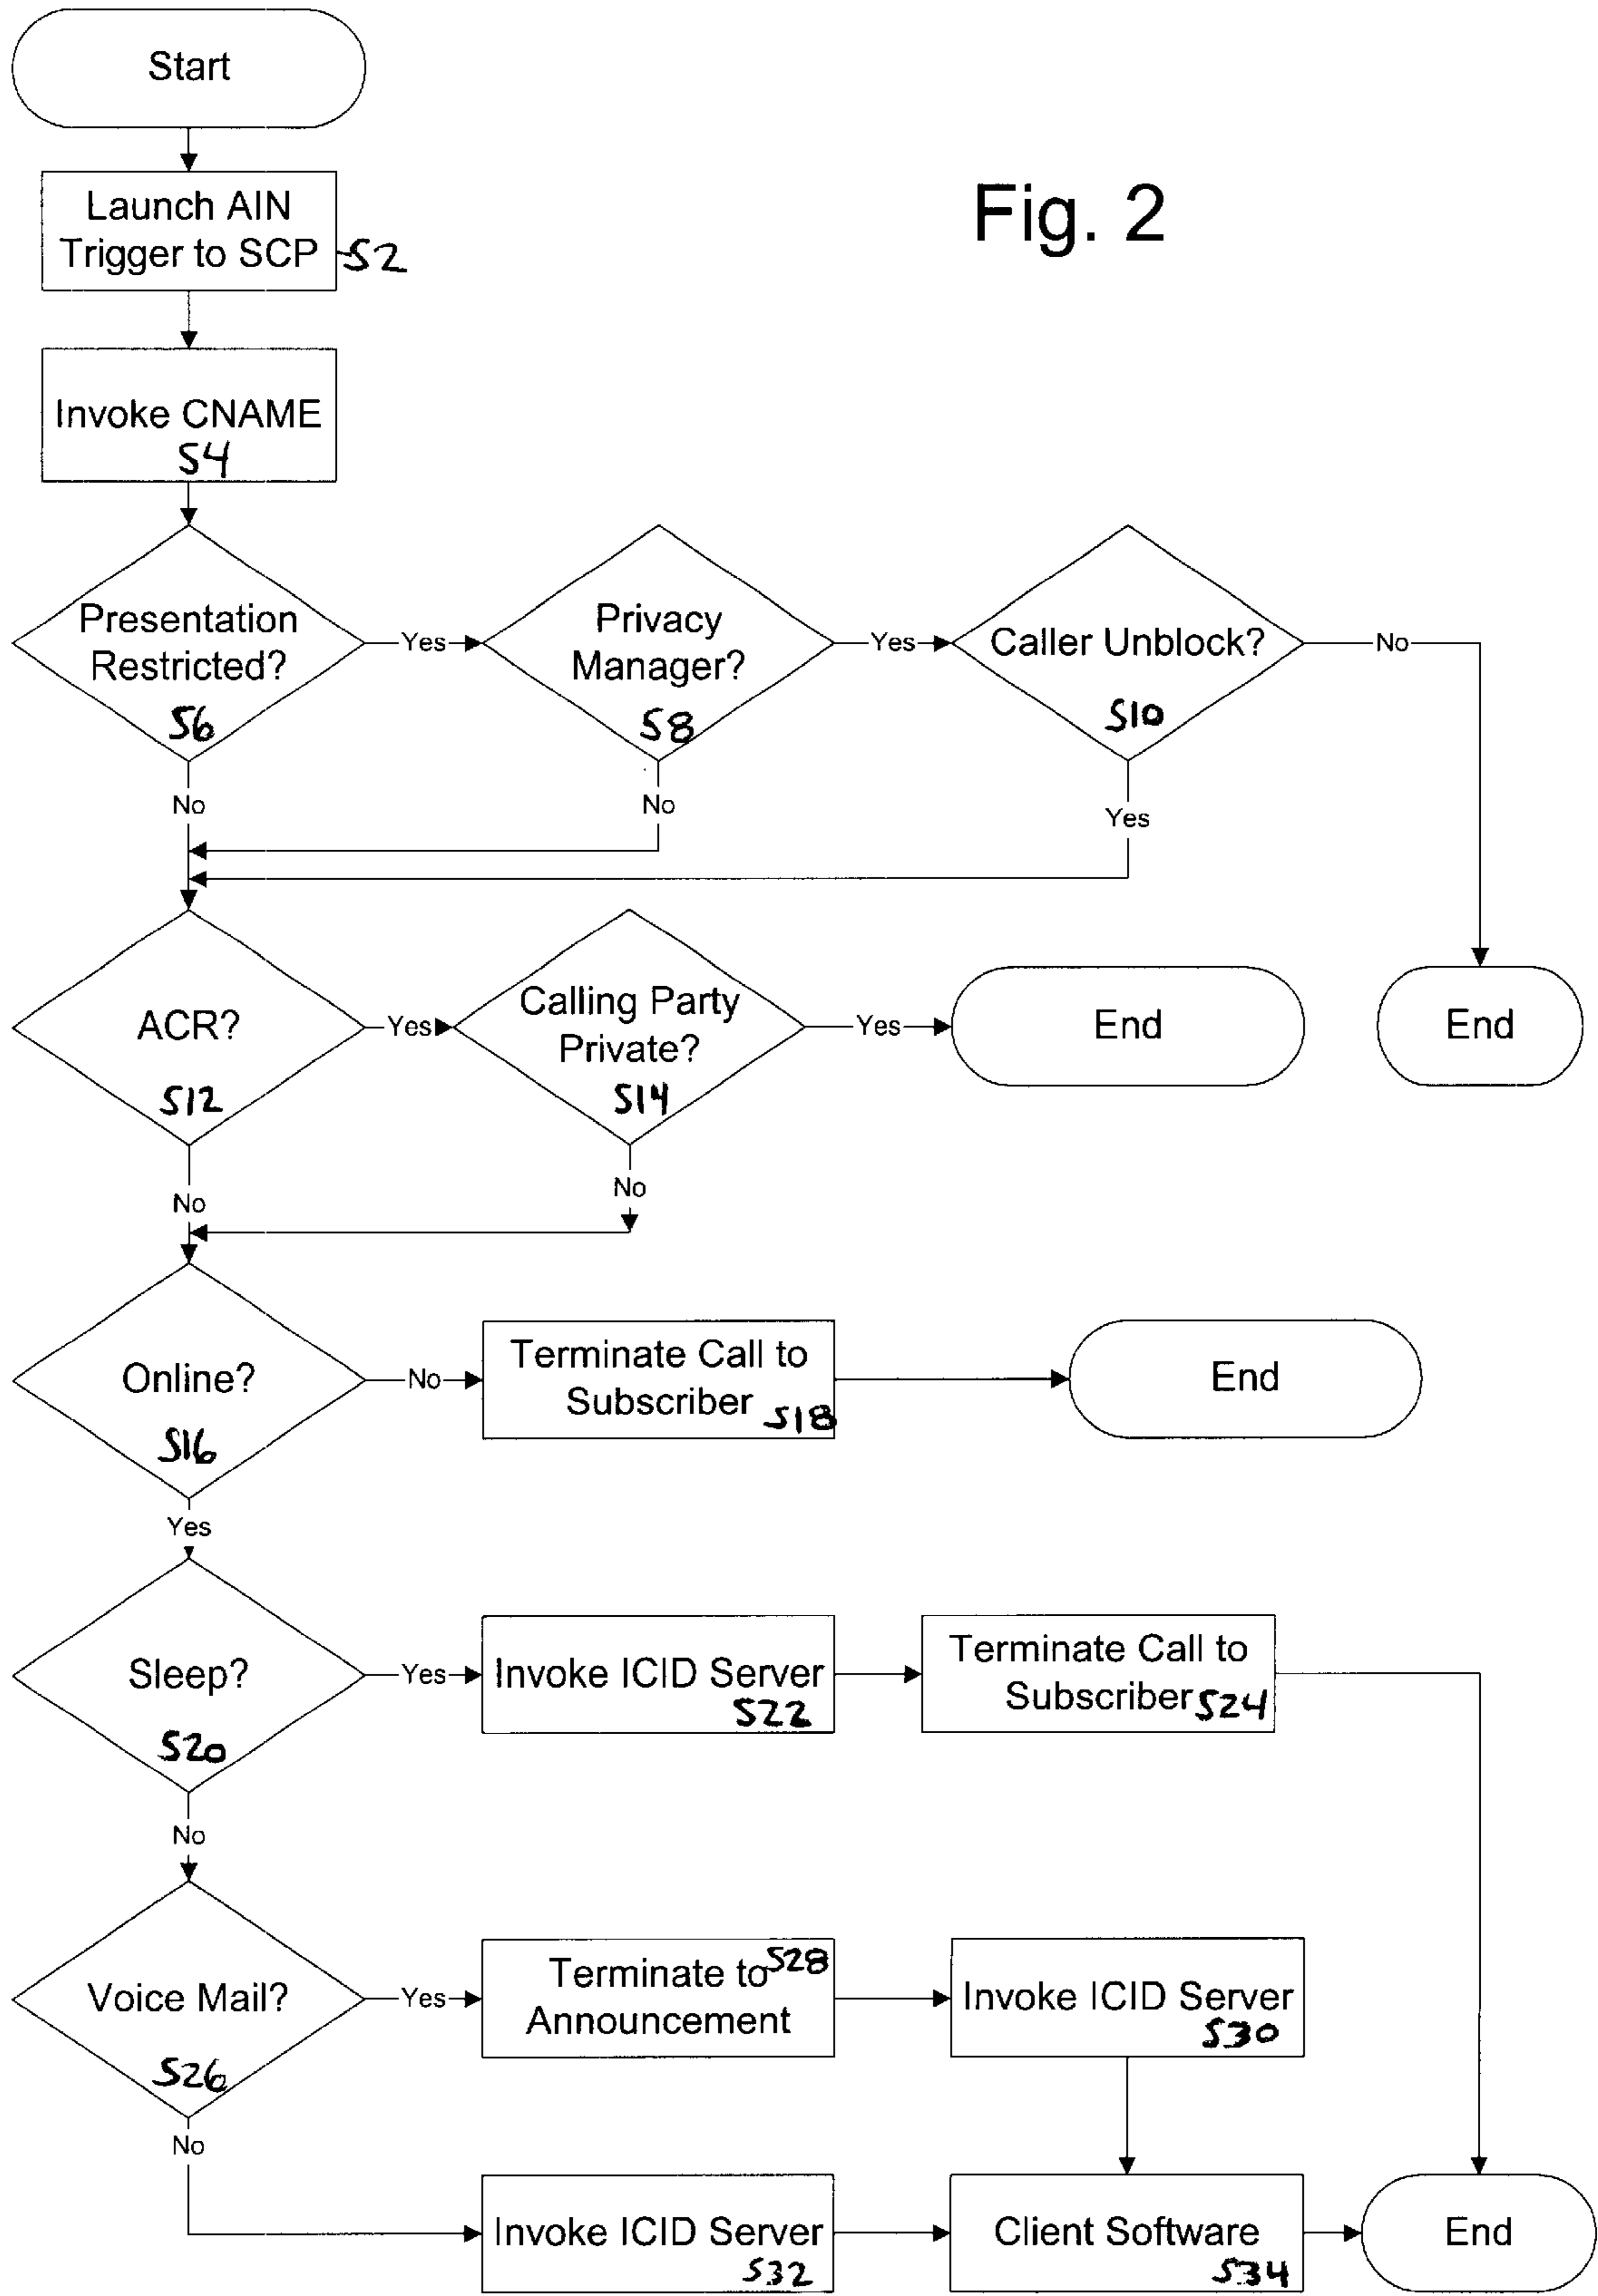 Start
Fig. 2
Launch AIN
Trigger to SCP S2
Invoke CNAME
S4
Presentation
Restricted?
S6
Yes
Privacy
Manager?
S8
Yes
Caller Unblock?
S10
No
No
No
Yes
ACR?
S12
Yes
Calling Party
Private?
S14
Yes
End
End
No
No
Online?
S16
No
Terminate Call to
Subscriber S18
End
Yes
Sleep?
S20
Yes
Invoke ICID Server
S22
Terminate Call to
Subscriber S24
No
Voice Mail?
S26
Yes
Terminate to S28
Announcement
Invoke ICID Server
S30
No
Invoke ICID Server
S32
Client Software
S34
End